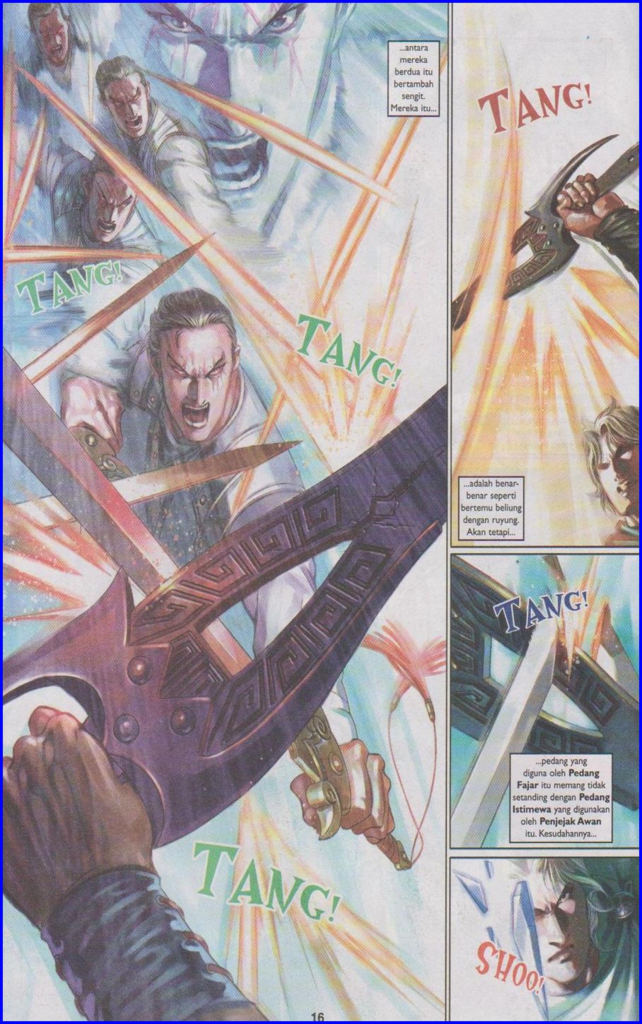 ...antara
mereka
berdua itu
bertambah
sengit.
Mereka itu...
TANG!
TANG!
TANG!
TANG!
16
TANG!
...adalah benar-
benar seperti
bertemu beliung
dengan ruyung.
Akan tetapi...
TANG!
...pedang yang
diguna oleh Pedang
Fajar itu memang tidak
setanding dengan Pedang
Istimewa yang digunakan
oleh Penjejak Awan
itu. Kesudahannya...
SHOO!